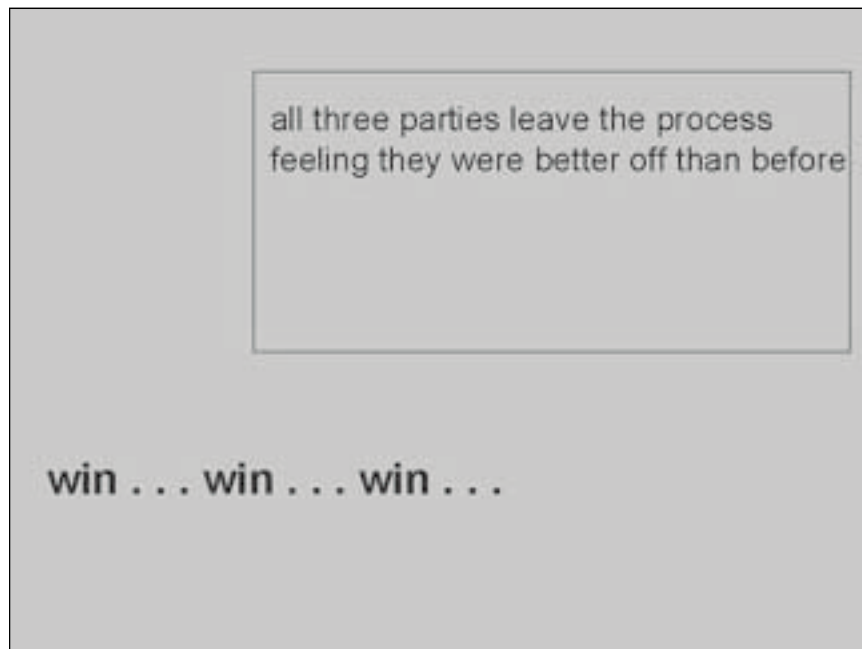 all three parties leave the process
feeling they were better off than before
win . . . win . . . win . . .